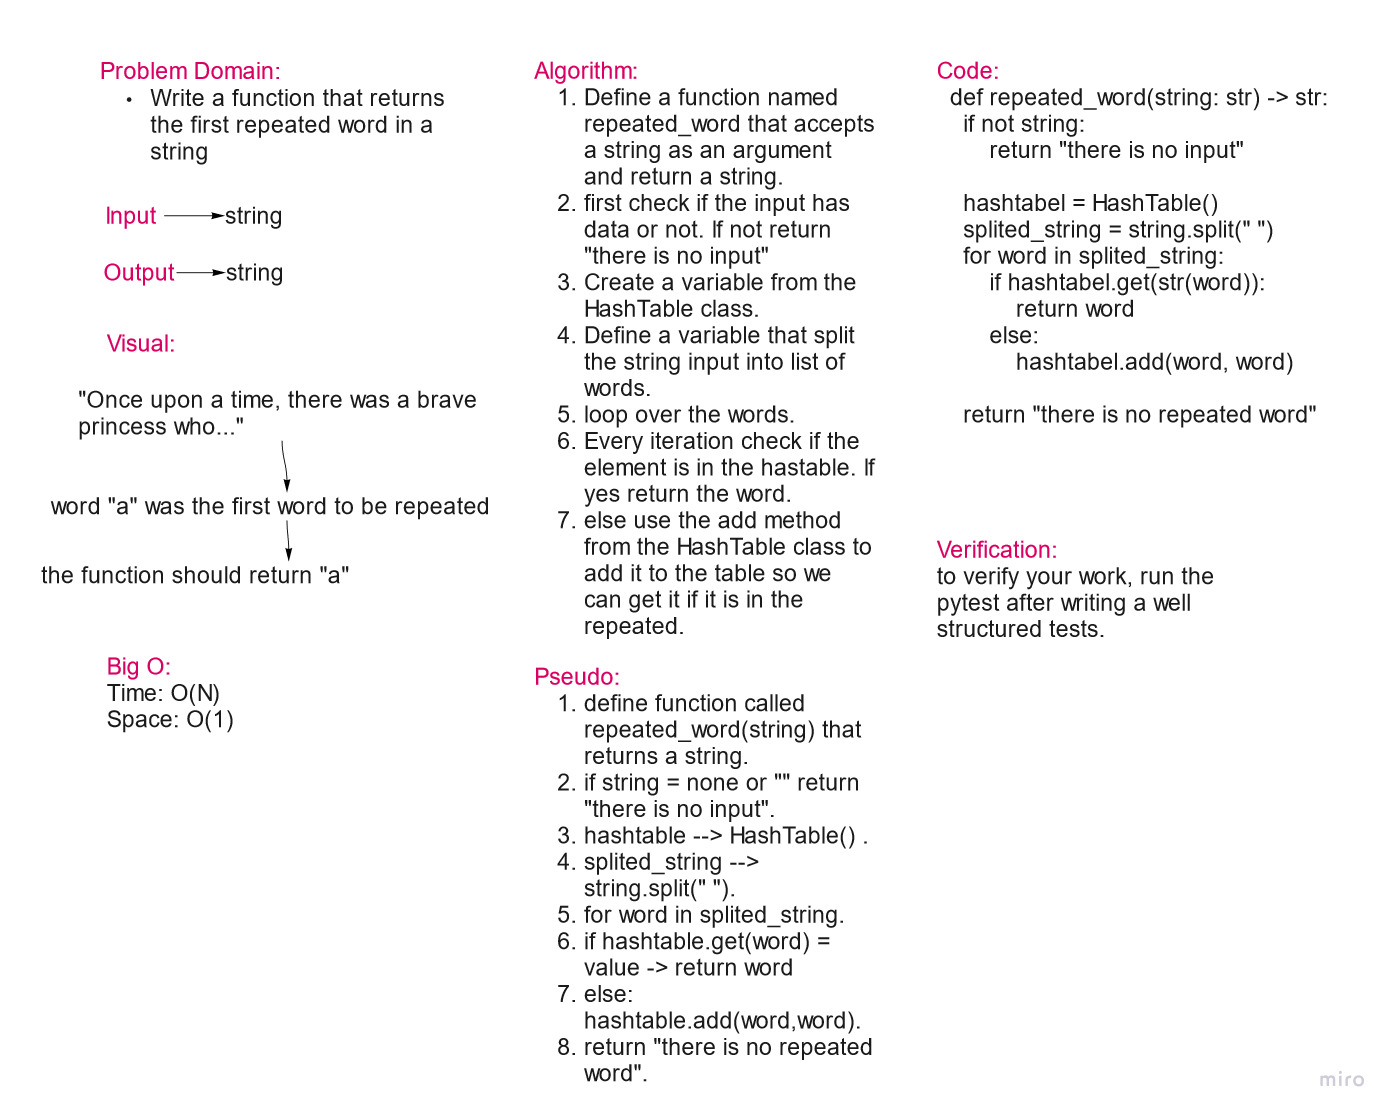 Problem Domain:
• Write a function that returns
the first repeated word in a
string
Input string
Output string
Visual:
"Once upon a time, there was a brave
princess who..."
word "a" was the first word to be repeated
the function should return "a"
Big O:
Time: O(N)
Space: O(1)
Algorithm:
1. Define a function named
repeated_word that accepts
a string as an argument
and return a string.
2. first check if the input has
data or not. If not return
"there is no input"
3. Create a variable from the
HashTable class.
4. Define a variable that split
the string input into list of
words.
5. loop over the words.
6. Every iteration check if the
element is in the hastable. If
yes return the word.
7. else use the add method
from the HashTable class to
add it to the table so we
can get it if it is in the
repeated.
Pseudo:
1. define function called
repeated_word(string) that
returns a string.
2. if string = none or "" return
"there is no input".
3. hashtable --> HashTable() .
4. splited_string -->
string.split(" ").
5. for word in splited_string.
6. if hashtable.get(word) =
value -> return word
7. else:
hashtable.add(word,word).
8. return "there is no repeated
word".
Code:
def repeated_word(string: str) -> str:
if not string:
return "there is no input"
hashtabel = HashTable()
splited_string = string.split(" ")
for word in splited_string:
if hashtabel.get(str(word)):
return word
else:
hashtabel.add(word, word)
return "there is no repeated word"
Verification:
to verify your work, run the
pytest after writing a well
structured tests.
miro